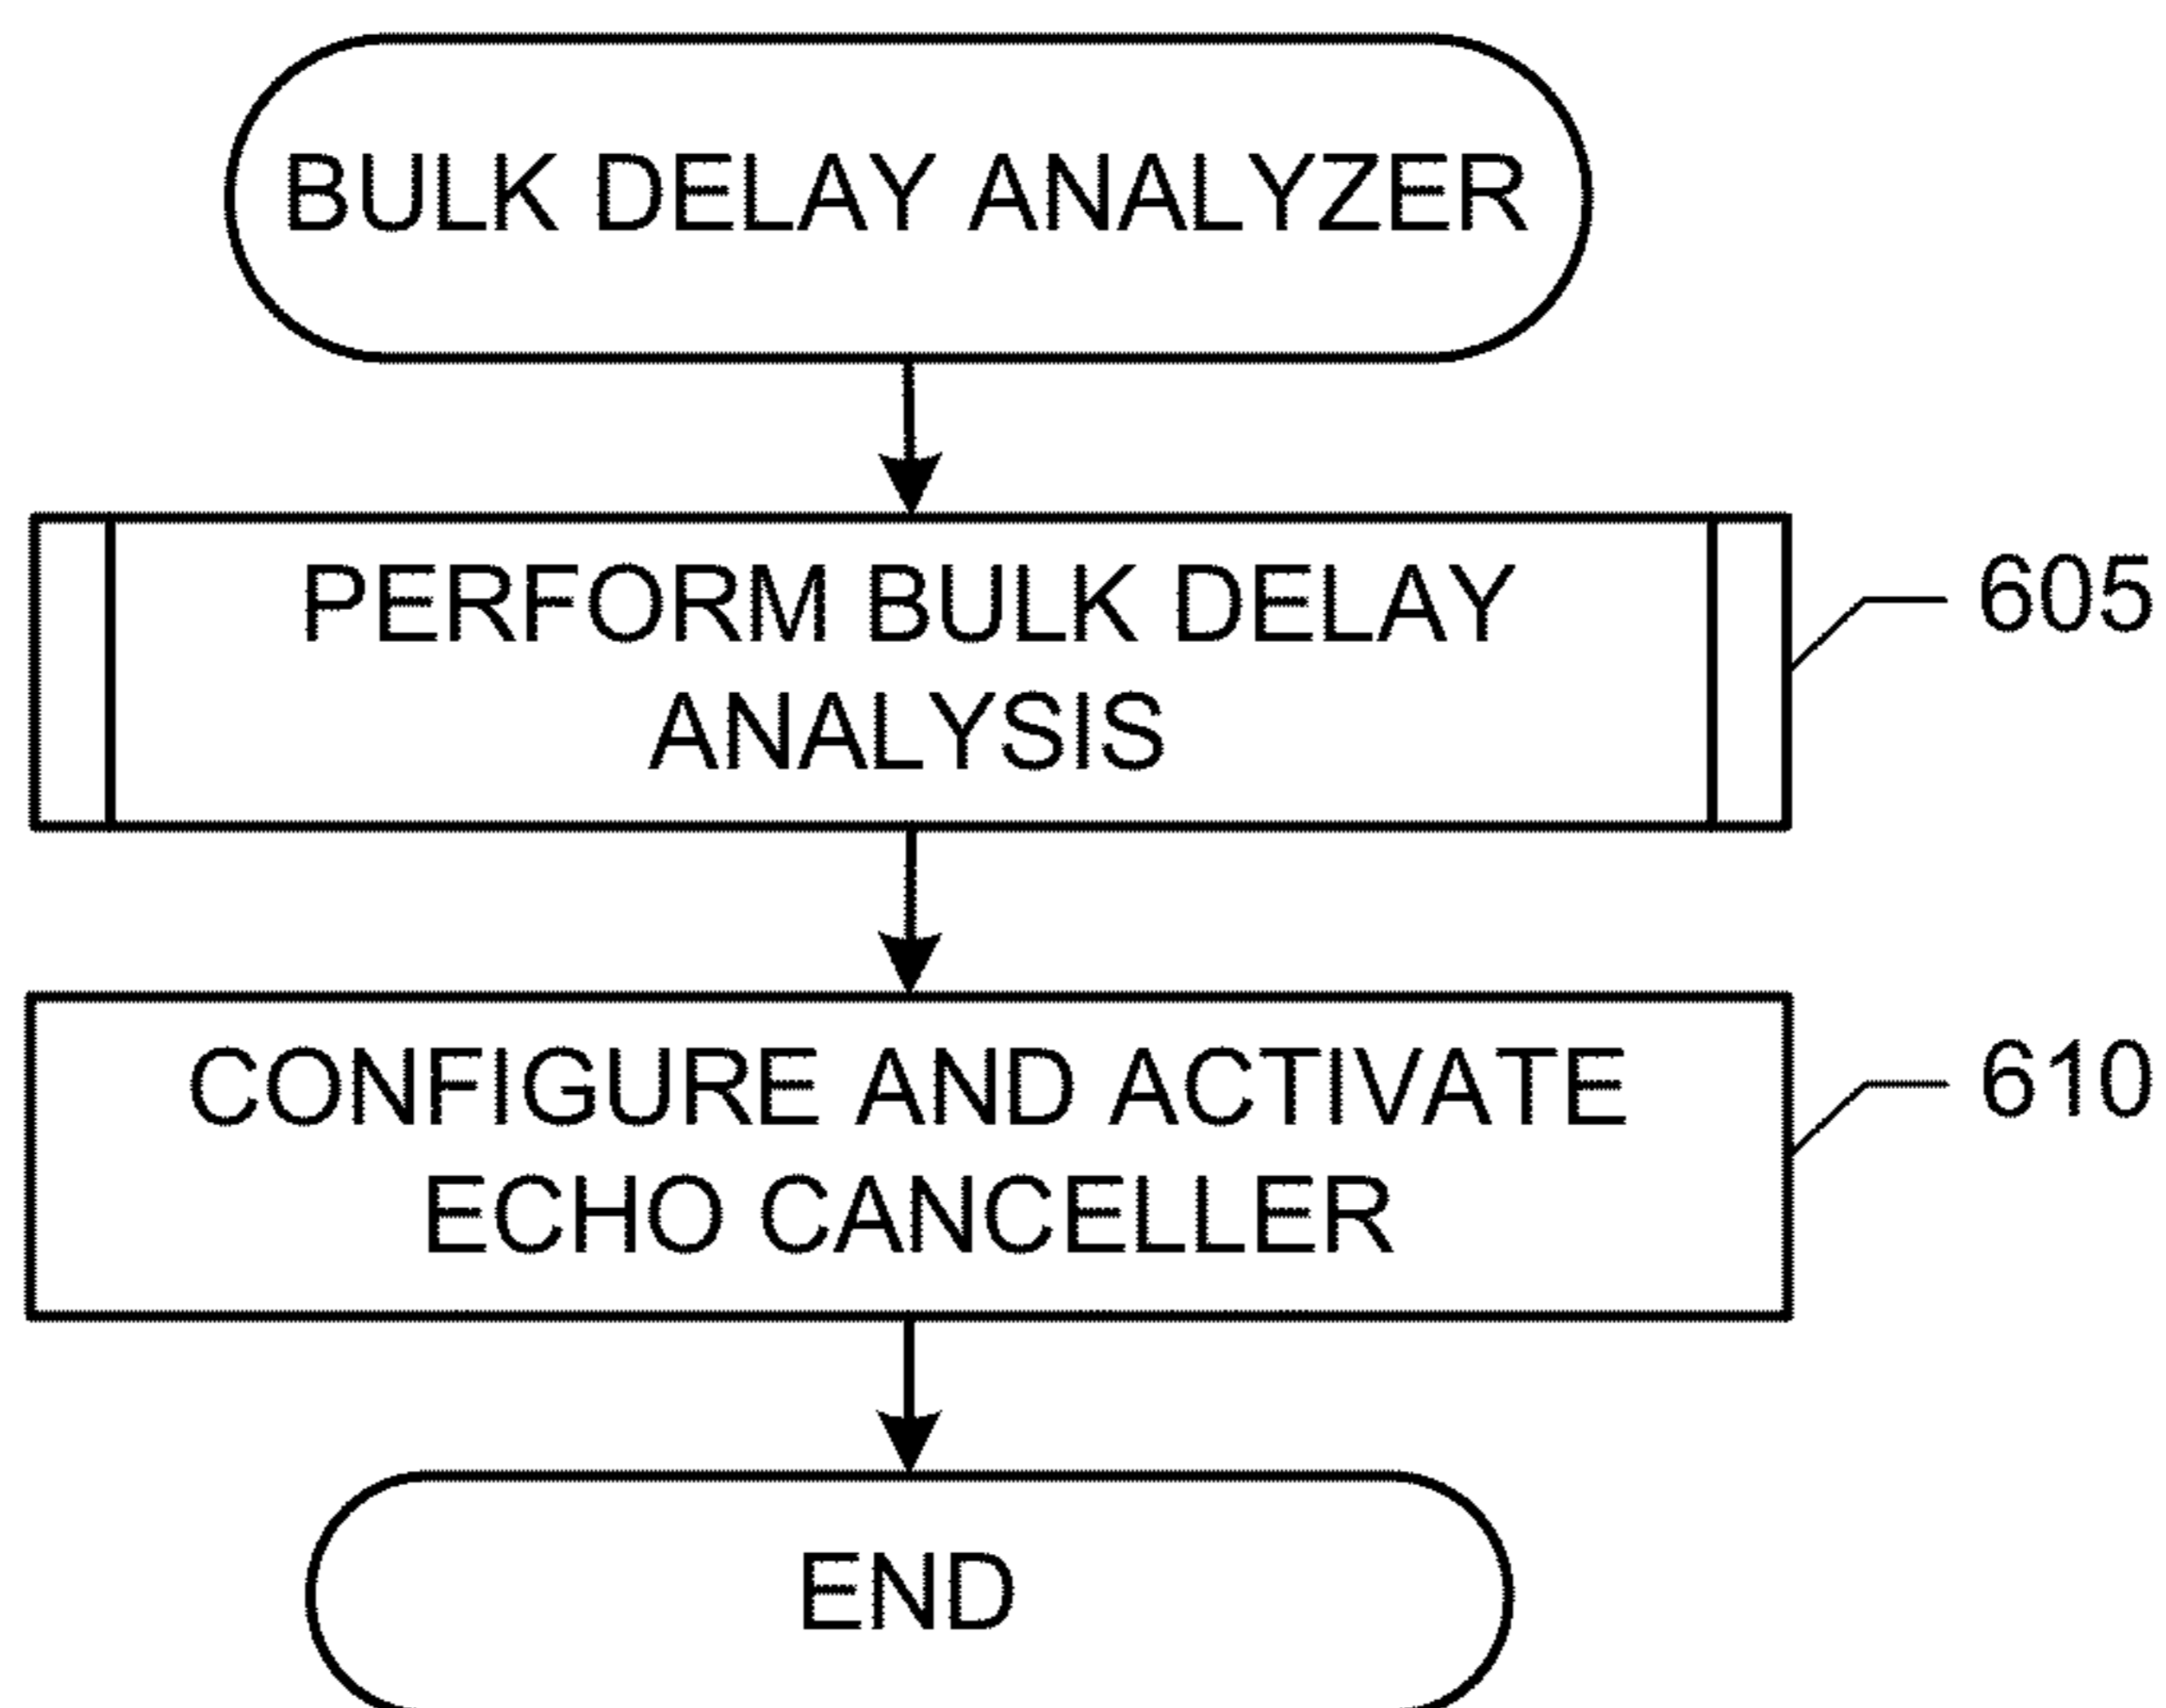 BULK DELAY ANALYZER
PERFORM BULK DELAY
ANALYSIS
605
CONFIGURE AND ACTIVATE
ECHO CANCELLER
610
END